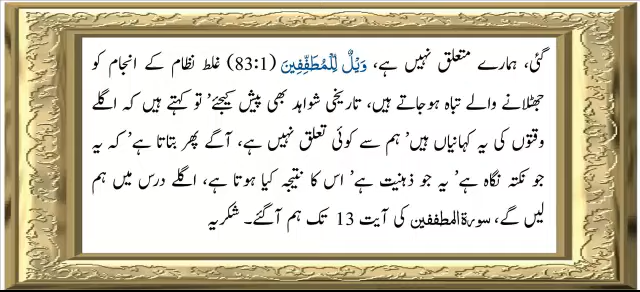 گئی، ہمارے متعلق نہیں ہے، وَيْلٌ لِّلْمُطَفِّفِينَ (83:1) غلط نظام کے انجام کو
جھٹلانے والے تباہ ہوجاتے ہیں، تاریخی شواہد بھی پیش کیجئے’ تو کہتے ہیں کہ اگلے
وقتوں کی یہ کہانیاں ہیں’ ہم سے کوئی تعلق نہیں ہے، آگے پھر بتاتا ہے’ کہ یہ
جو نکتہ نگاہ ہے’ یہ جو ذہنیت ہے’ اس کا نتیجہ کیا ہوتا ہے، اگلے درس میں ہم
لیں گے، سورۃ المطففین کی آیت 13 تک ہم آگئے۔ شکریہ